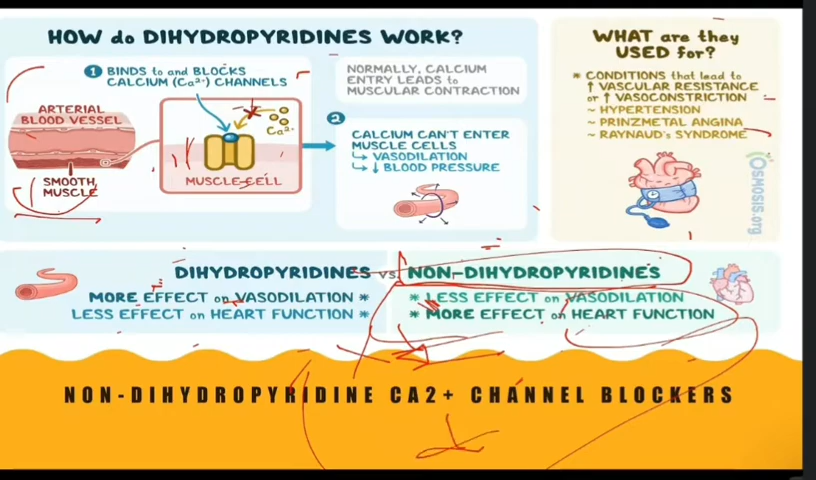 HOW do DIHYDROPYRIDINES WORK?
1 BINDS to and BLOCKS
CALCIUM (Ca²⁺) CHANNELS
ARTERIAL
BLOOD VESSEL
SMOOTH
MUSCLE
Ca²⁺
MUSCLE CELL
NORMALLY, CALCIUM
ENTRY LEADS to
MUSCULAR CONTRACTION
2
CALCIUM CAN'T ENTER
MUSCLE CELLS
↳ VASODILATION
↳ ↓ BLOOD PRESSURE
WHAT are they
USED for?
* CONDITIONS that lead to
↑ VASCULAR RESISTANCE
or ↑ VASOCONSTRICTION
~ HYPERTENSION
~ PRINZMETAL ANGINA
~ RAYNAUD'S SYNDROME
OSMOSIS.org
DIHYDROPYRIDINES vs NON-DIHYDROPYRIDINES
MORE EFFECT on VASODILATION *
LESS EFFECT on HEART FUNCTION *
* LESS EFFECT on VASODILATION
* MORE EFFECT on HEART FUNCTION
NON-DIHYDROPYRIDINE CA2+ CHANNEL BLOCKERS